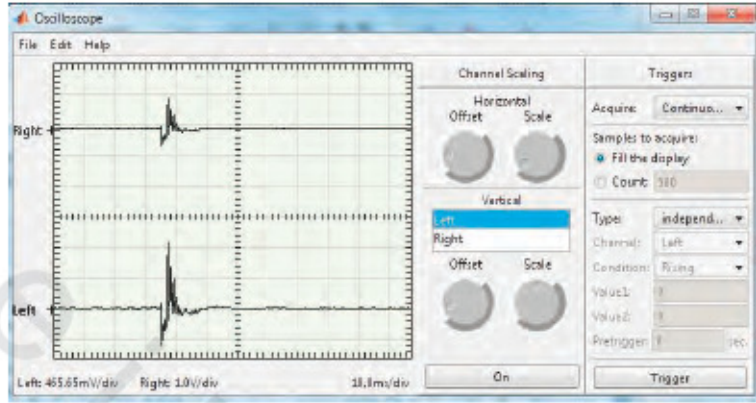 Oscilloscope
File Edit Help
Channel Scaling
Triggers
Horizontal
Offset Scale
Acquire: Continuo...
Samples to acquire:
Fill the display
Count:
Vertical
Left
Right
Offset Scale
Type: independ...
Channel: Left
Condition: Rising
Value1:
Value2:
Pretrigger: sec.
On
Trigger
Right
Left
Left: 465.65mV/div Right: 1.0V/div